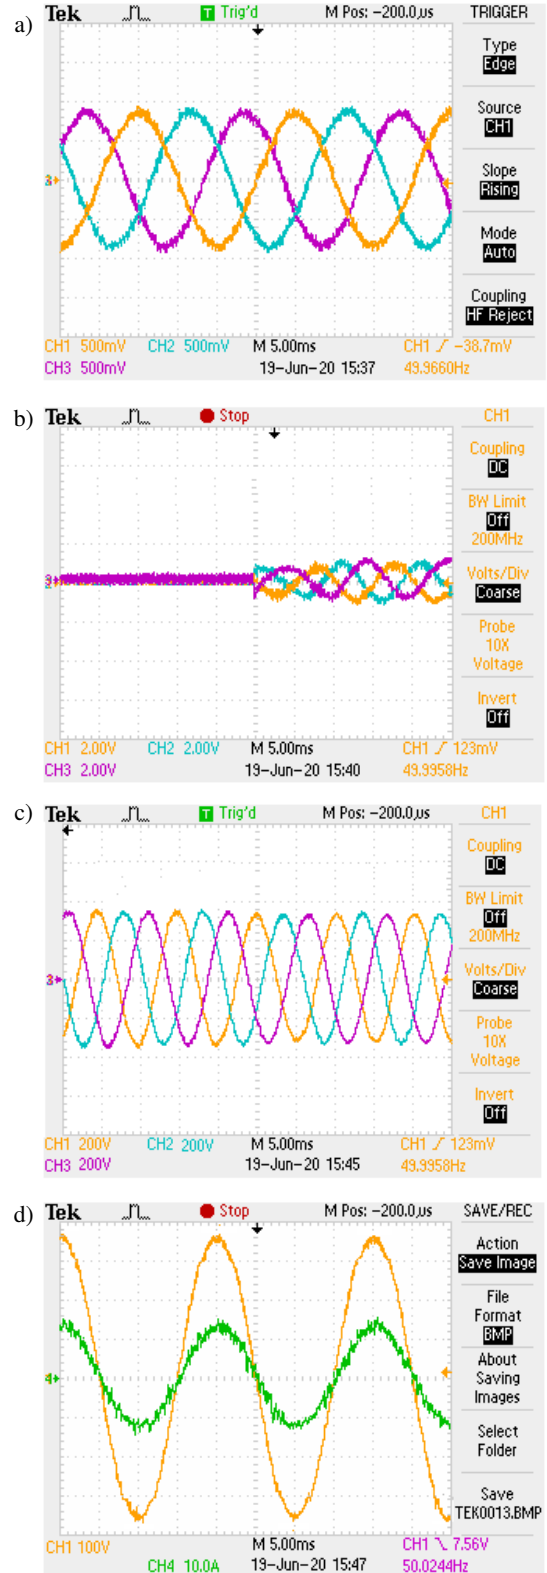 a) Tek T Trig'd M Pos: -200.0us TRIGGER
Type
Edge
Source
CH1
Slope
Rising
Mode
Auto
Coupling
HF Reject
3
CH1 500mV CH2 500mV M 5.00ms CH1 ∕ -38.7mV
CH3 500mV 19-Jun-20 15:37 49.9660Hz
b) Tek Stop CH1
Coupling
DC
BW Limit
Off
200MHz
Volts/Div
Coarse
Probe
10X
Voltage
Invert
Off
CH1 2.00V CH2 2.00V M 5.00ms CH1 ∕ 123mV
CH3 2.00V 19-Jun-20 15:40 49.9958Hz
c) Tek T Trig'd M Pos: -200.0us CH1
Coupling
DC
BW Limit
Off
200MHz
Volts/Div
Coarse
Probe
10X
Voltage
Invert
Off
3
CH1 200V CH2 200V M 5.00ms CH1 ∕ 123mV
CH3 200V 19-Jun-20 15:45 49.9958Hz
d) Tek Stop M Pos: -200.0us SAVE/REC
Action
Save Image
File
Format
BMP
About
Saving
Images
Select
Folder
Save
TEK0013.BMP
4
CH1 100V M 5.00ms CH1 \ 7.56V
CH4 10.0A 19-Jun-20 15:47 50.0244Hz